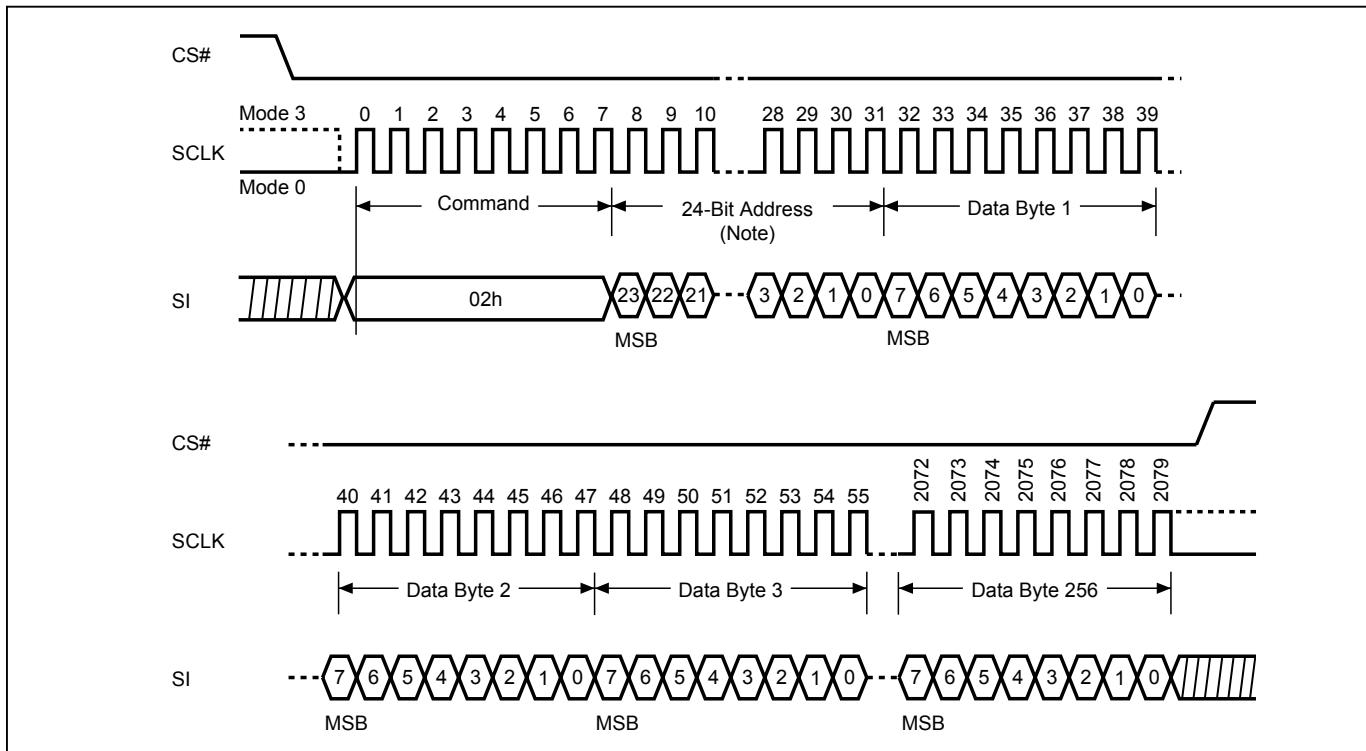 CS#
Mode 3
0 1 2 3 4 5 6 7 8 9 10 28 29 30 31 32 33 34 35 36 37 38 39
SCLK
Mode 0
Command
24-Bit Address
(Note)
Data Byte 1
SI
02h
23 22 21 3 2 1 0 7 6 5 4 3 2 1 0
MSB MSB
CS#
40 41 42 43 44 45 46 47 48 49 50 51 52 53 54 55 2072 2073 2074 2075 2076 2077 2078 2079
SCLK
Data Byte 2 Data Byte 3 Data Byte 256
SI
7 6 5 4 3 2 1 0 7 6 5 4 3 2 1 0 7 6 5 4 3 2 1 0
MSB MSB MSB